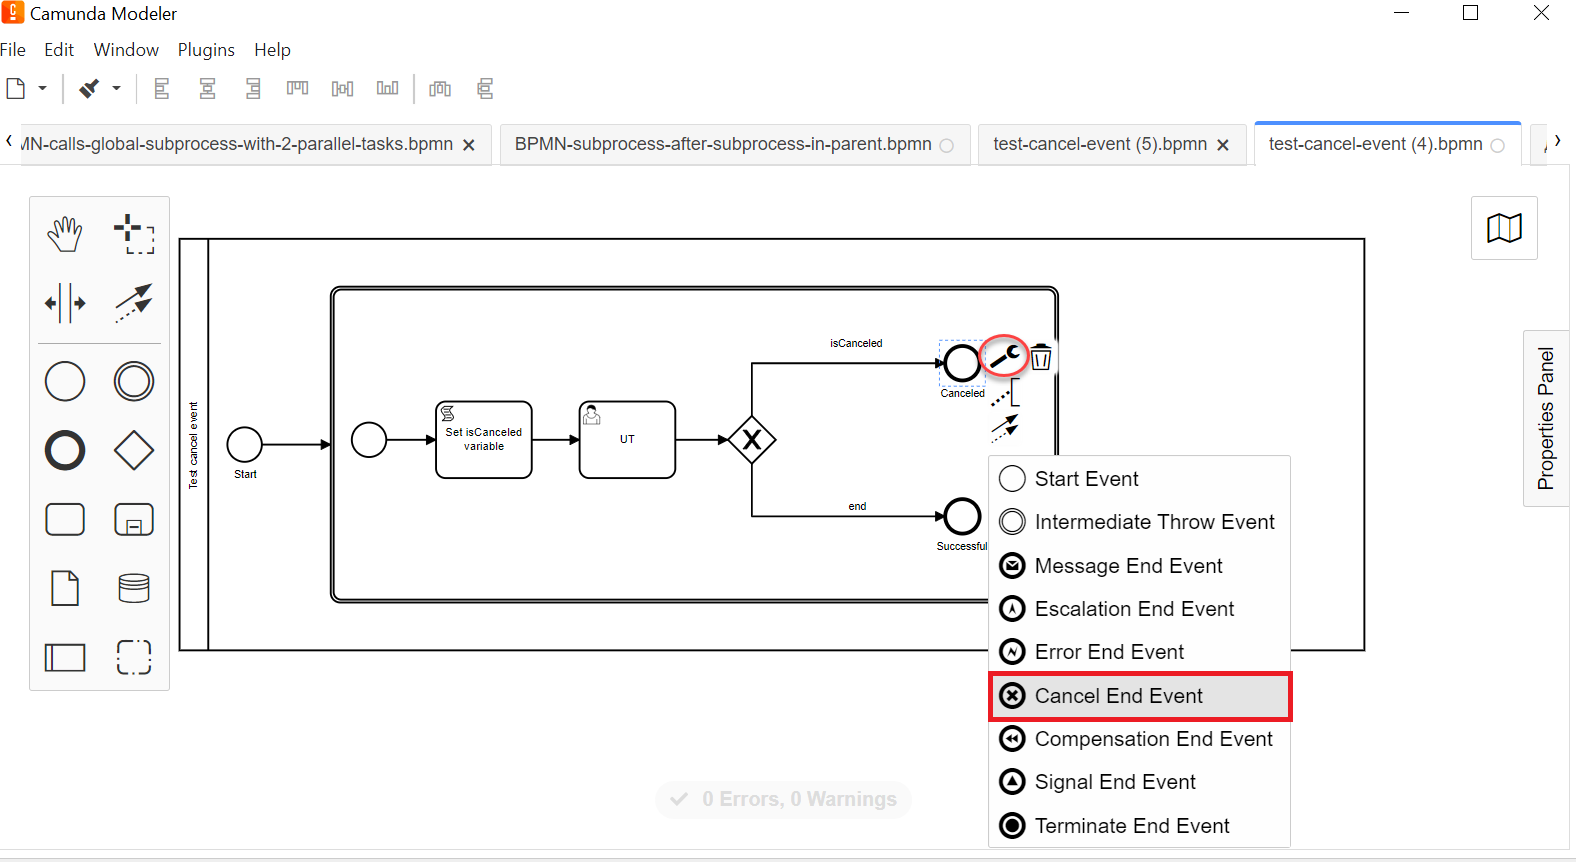 Camunda Modeler
File Edit Window Plugins Help
MN-calls-global-subprocess-with-2-parallel-tasks.bpmn
BPMN-subprocess-after-subprocess-in-parent.bpmn
test-cancel-event (5).bpmn
test-cancel-event (4).bpmn
Test cancel event
Start
Set isCanceled
variable
UT
isCanceled
Canceled
end
Successful
Start Event
Intermediate Throw Event
Message End Event
Escalation End Event
Error End Event
Cancel End Event
Compensation End Event
Signal End Event
Terminate End Event
Properties Panel
0 Errors, 0 Warnings